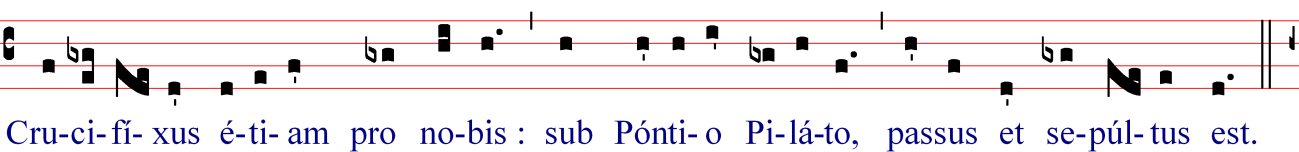 Cru-ci-fí- xus é-ti- am pro no-bis : sub Pónti- o Pi-lá-to, passus et se-púl-tus est.